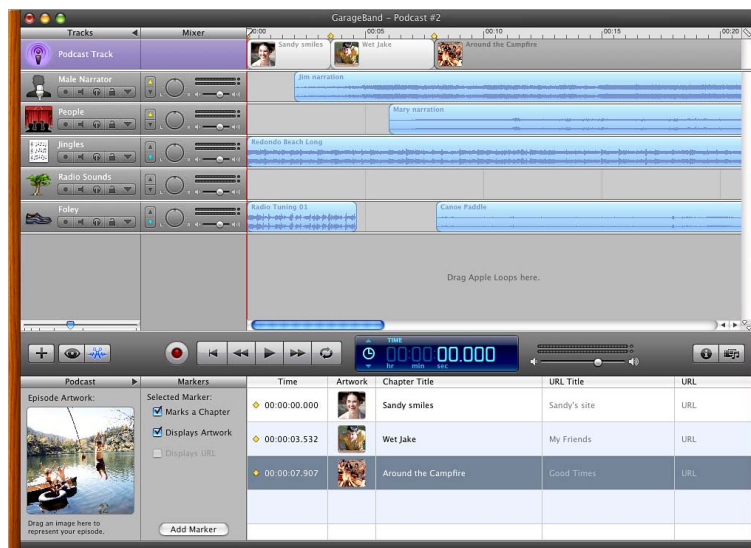 GarageBand – Podcast #2
Tracks
Mixer
0:00
00:05
00:10
00:15
00:20
Podcast Track
Sandy smiles
Wet Jake
Around the Campfire
Male Narrator
Jim narration
People
Mary narration
Jingles
Redondo Beach Long
Radio Sounds
Foley
Radio Tuning 01
Canoe Paddle
Drag Apple Loops here.
TIME
00:00:00.000
hr min sec
Podcast
Markers
Time
Artwork
Chapter Title
URL Title
URL
Episode Artwork:
Selected Marker:
Marks a Chapter
Displays Artwork
Displays URL
00:00:00.000
Sandy smiles
Sandy's site
URL
00:00:03.532
Wet Jake
My Friends
URL
00:00:07.907
Around the Campfire
Good Times
URL
Drag an image here to
represent your episode.
Add Marker